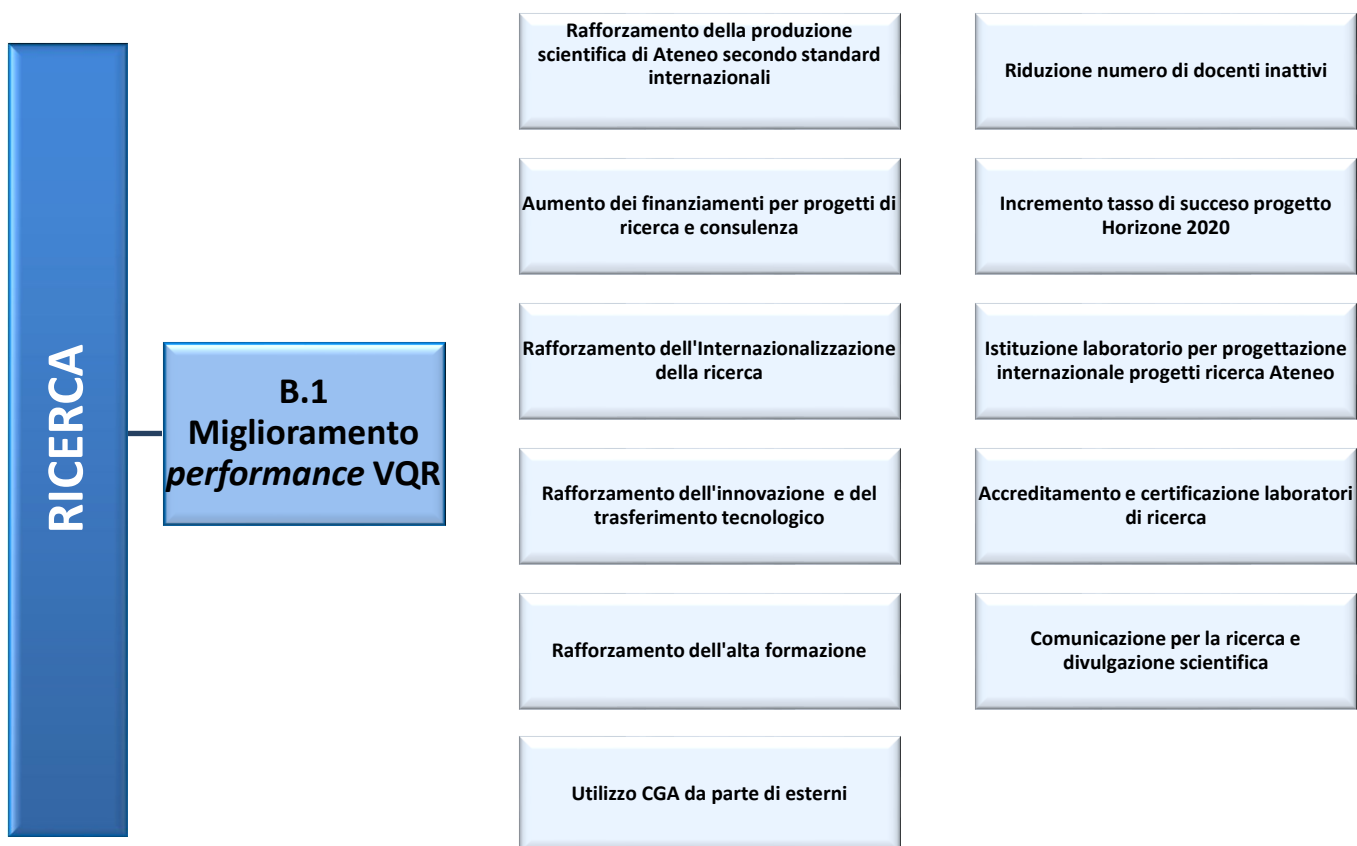 RICERCA
B.1
Miglioramento
performance VQR
Rafforzamento della produzione
scientifica di Ateneo secondo standard
internazionali
Riduzione numero di docenti inattivi
Aumento dei finanziamenti per progetti di
ricerca e consulenza
Incremento tasso di succeso progetto
Horizone 2020
Rafforzamento dell'Internazionalizzazione
della ricerca
Istituzione laboratorio per progettazione
internazionale progetti ricerca Ateneo
Rafforzamento dell'innovazione e del
trasferimento tecnologico
Accreditamento e certificazione laboratori
di ricerca
Rafforzamento dell'alta formazione
Comunicazione per la ricerca e
divulgazione scientifica
Utilizzo CGA da parte di esterni